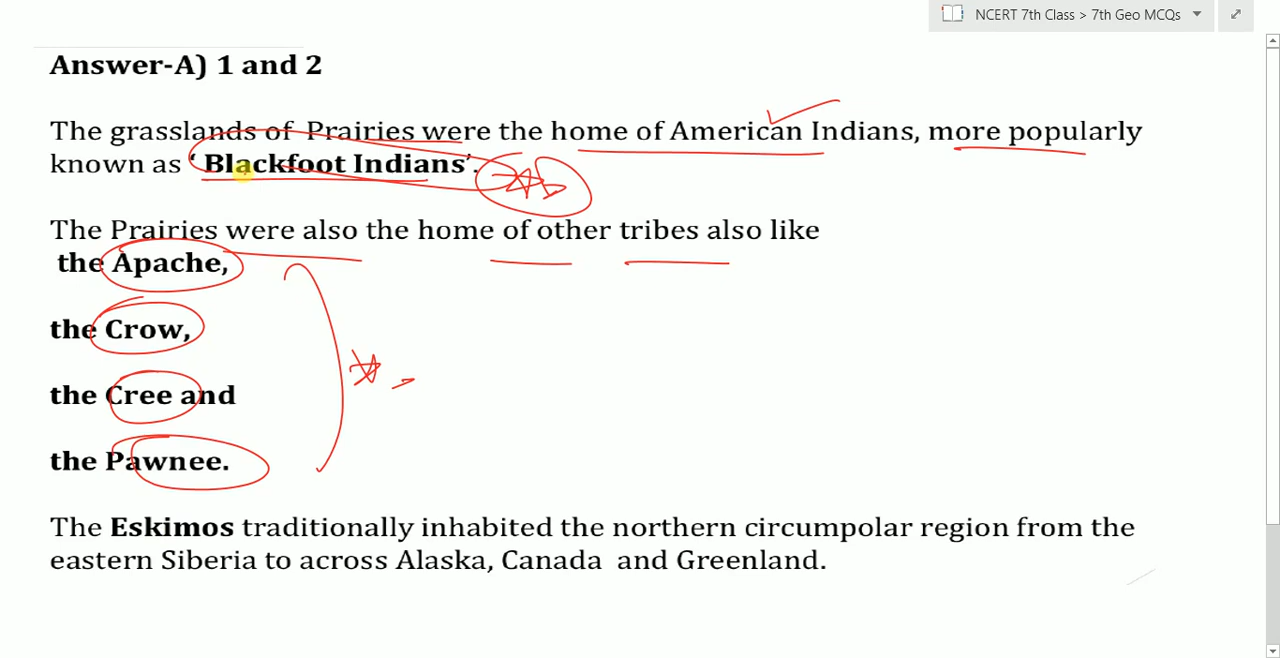 NCERT 7th Class > 7th Geo MCQs
Answer-A) 1 and 2
The grasslands of Prairies were the home of American Indians, more popularly
known as ‘ Blackfoot Indians’.
The Prairies were also the home of other tribes also like
the Apache,
the Crow,
the Cree and
the Pawnee.
The Eskimos traditionally inhabited the northern circumpolar region from the
eastern Siberia to across Alaska, Canada and Greenland.